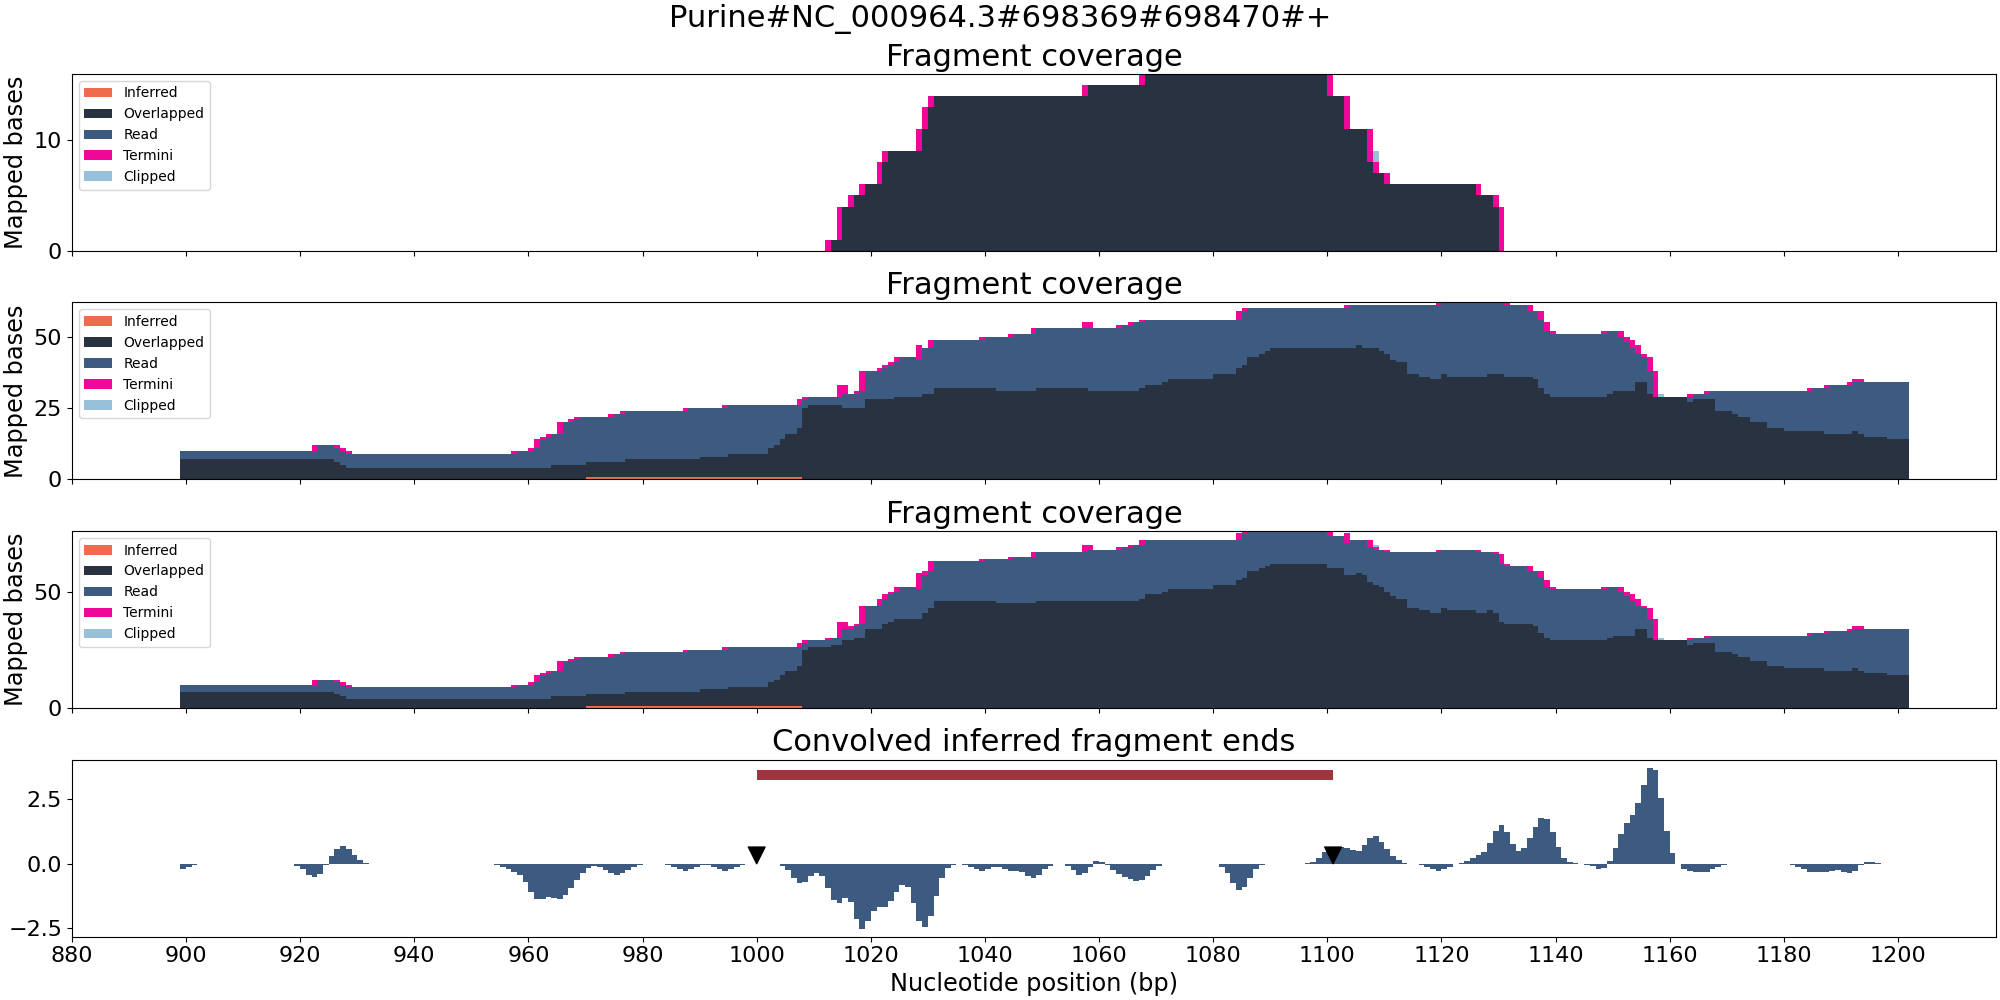 Purine#NC_000964.3#698369#698470#+
Fragment coverage
Mapped bases
10
0
Inferred
Overlapped
Read
Termini
Clipped
Fragment coverage
Mapped bases
50
25
0
Inferred
Overlapped
Read
Termini
Clipped
Fragment coverage
Mapped bases
50
0
Inferred
Overlapped
Read
Termini
Clipped
Convolved inferred fragment ends
2.5
0.0
−2.5
880 900 920 940 960 980 1000 1020 1040 1060 1080 1100 1120 1140 1160 1180 1200
Nucleotide position (bp)